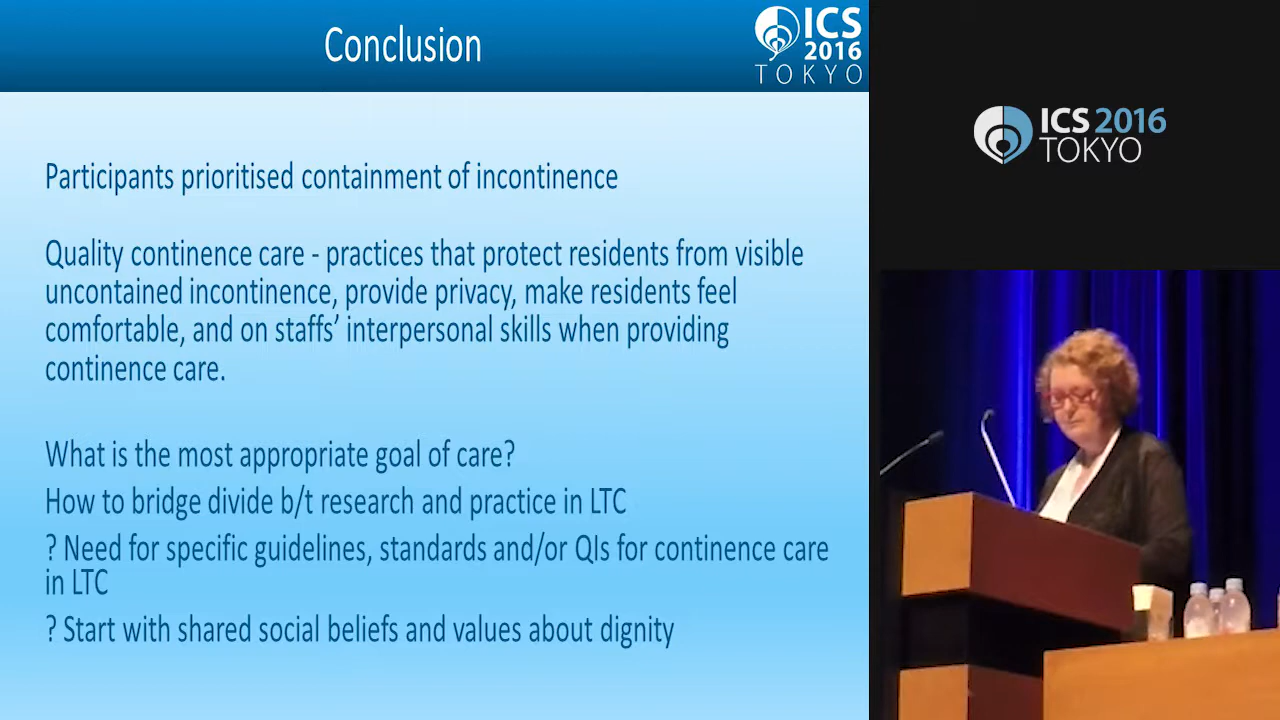 Conclusion
ICS
2016
TOKYO
Participants prioritised containment of incontinence
Quality continence care - practices that protect residents from visible
uncontained incontinence, provide privacy, make residents feel
comfortable, and on staffs’ interpersonal skills when providing
continence care.
What is the most appropriate goal of care?
How to bridge divide b/t research and practice in LTC
? Need for specific guidelines, standards and/or QIs for continence care
in LTC
? Start with shared social beliefs and values about dignity
ICS 2016
TOKYO